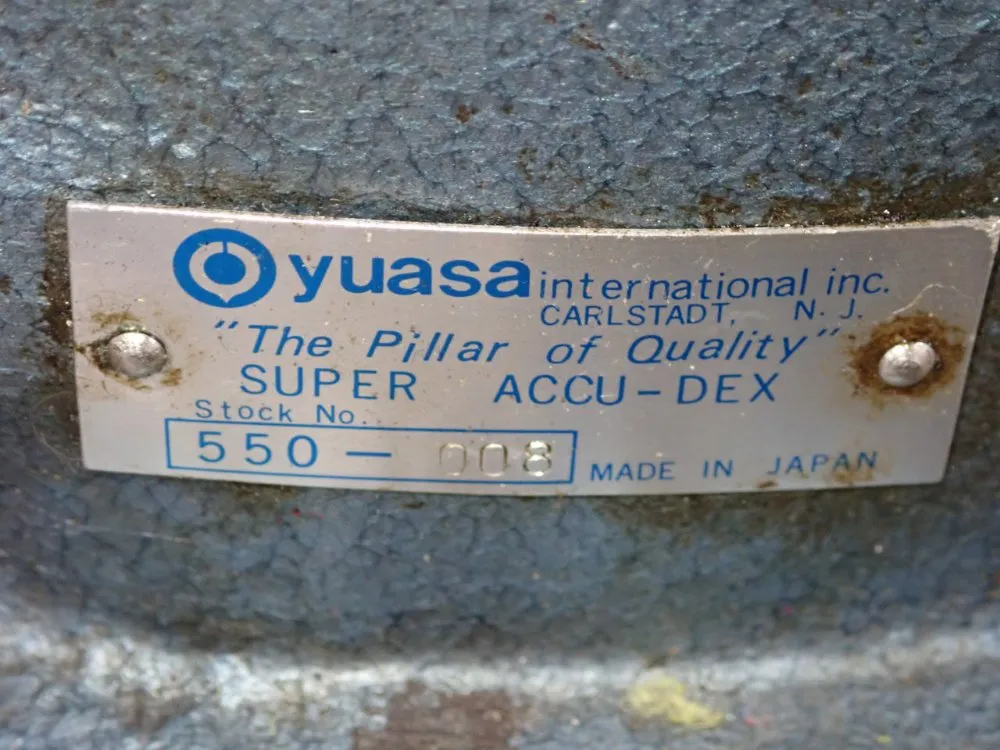 yuasa international inc.
CARLSTADT, N. J.
"The Pillar of Quality"
SUPER ACCU-DEX
Stock No.
550 - 008
MADE IN JAPAN